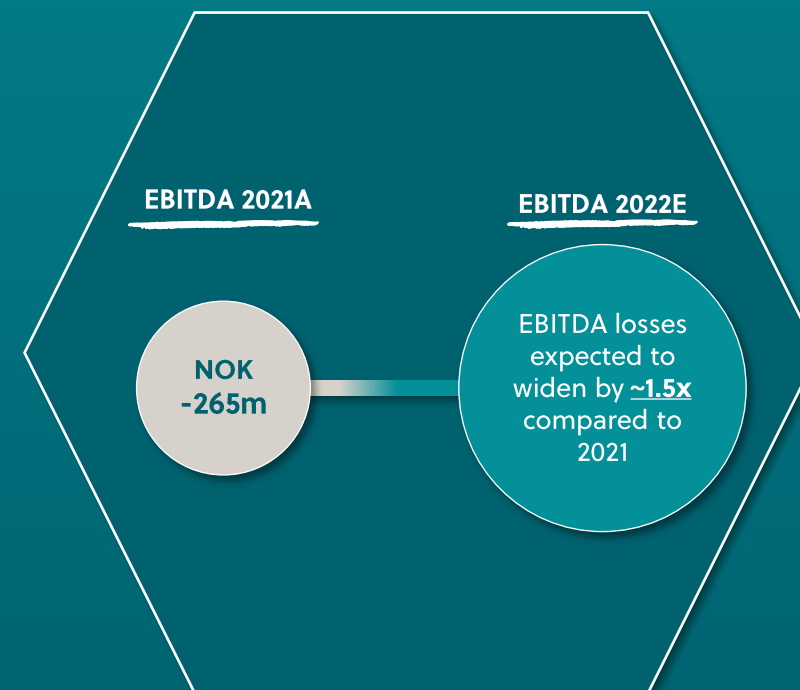 EBITDA 2021A
NOK
-265m
EBITDA 2022E
EBITDA losses
expected to
widen by ~1.5x
compared to
2021